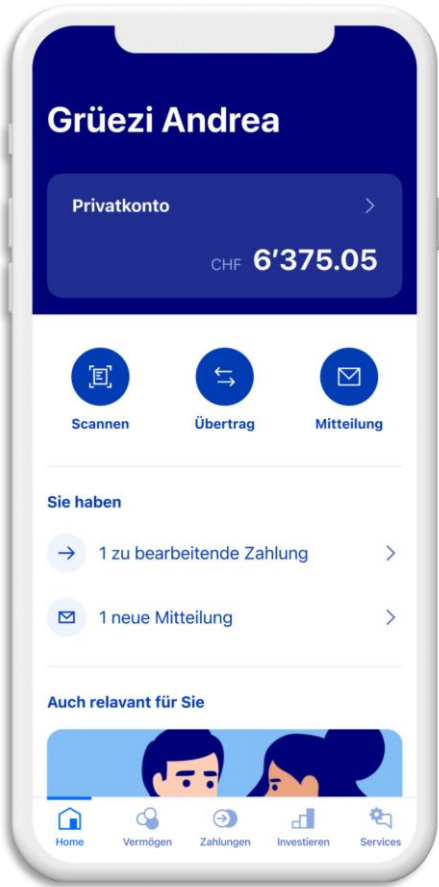 Grüezi Andrea
Privatkonto
CHF 6’375.05
Scannen Übertrag Mitteilung
Sie haben
1 zu bearbeitende Zahlung
1 neue Mitteilung
Auch relavant für Sie
Home Vermögen Zahlungen Investieren Services